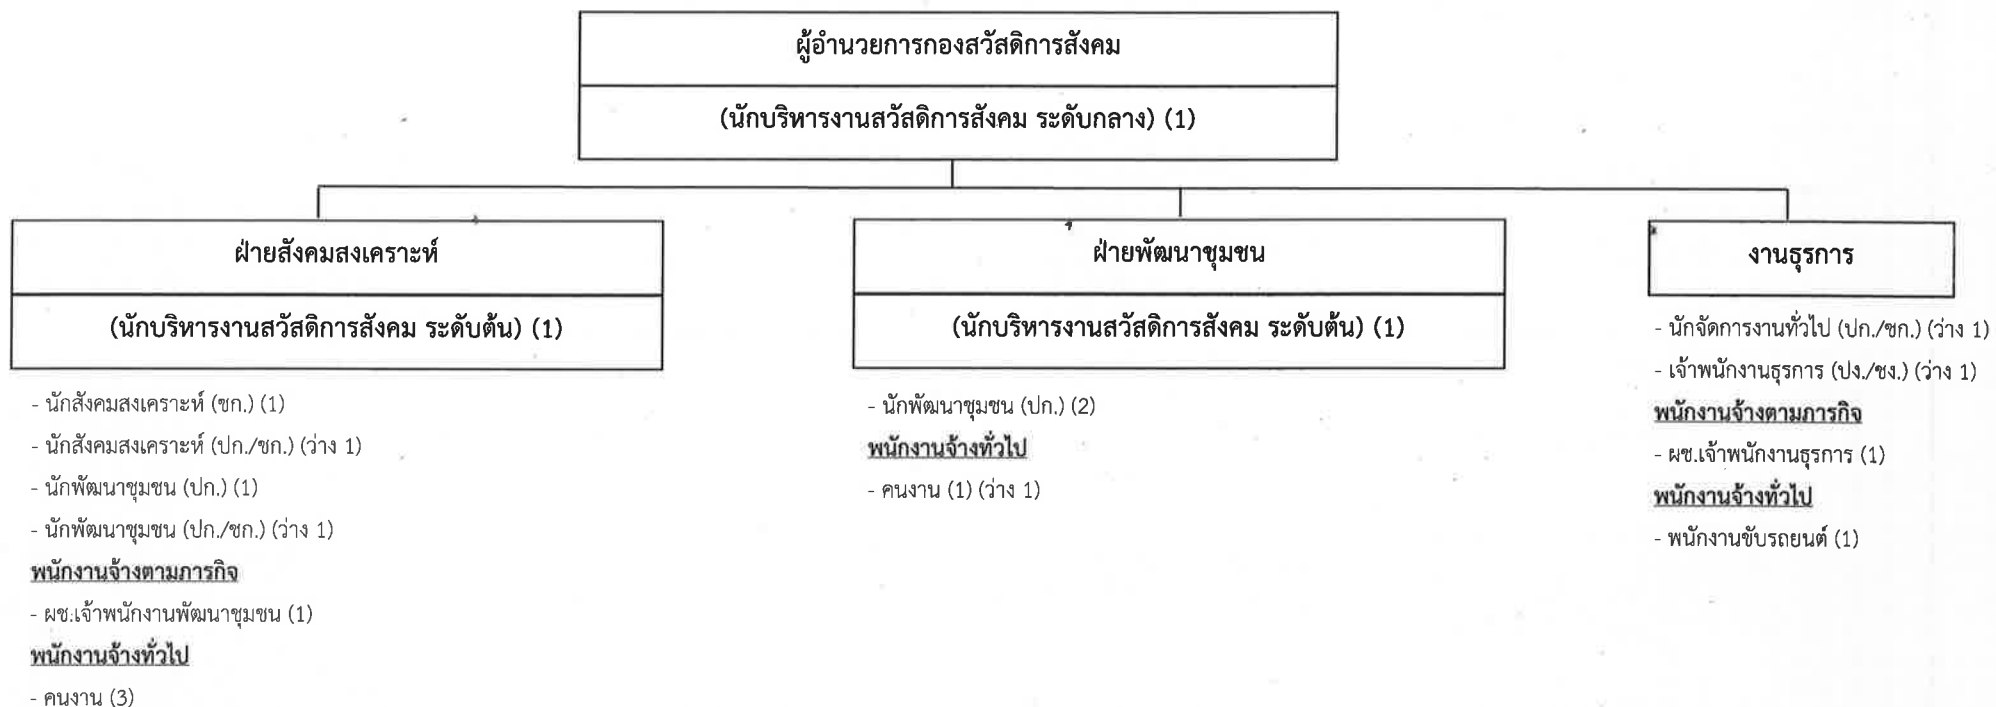 ผู้อำนวยการกองสวัสดิการสังคม
(นักบริหารงานสวัสดิการสังคม ระดับกลาง) (1)
ฝ่ายสังคมสงเคราะห์
(นักบริหารงานสวัสดิการสังคม ระดับต้น) (1)
- นักสังคมสงเคราะห์ (ชก.) (1)
- นักสังคมสงเคราะห์ (ปก./ชก.) (ว่าง 1)
- นักพัฒนาชุมชน (ปก.) (1)
- นักพัฒนาชุมชน (ปก./ชก.) (ว่าง 1)
พนักงานจ้างตามภารกิจ
- ผช.เจ้าพนักงานพัฒนาชุมชน (1)
พนักงานจ้างทั่วไป
- คนงาน (3)
ฝ่ายพัฒนาชุมชน
(นักบริหารงานสวัสดิการสังคม ระดับต้น) (1)
- นักพัฒนาชุมชน (ปก.) (2)
พนักงานจ้างทั่วไป
- คนงาน (1) (ว่าง 1)
งานธุรการ
- นักจัดการงานทั่วไป (ปก./ชก.) (ว่าง 1)
- เจ้าพนักงานธุรการ (ปง./ชง.) (ว่าง 1)
พนักงานจ้างตามภารกิจ
- ผช.เจ้าพนักงานธุรการ (1)
พนักงานจ้างทั่วไป
- พนักงานขับรถยนต์ (1)